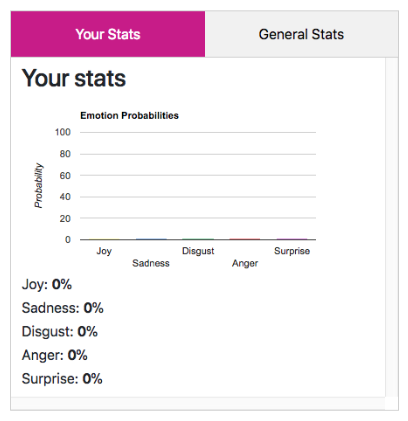 Your Stats
General Stats
Your stats
Emotion Probabilities
100
80
60
40
20
0
Probability
Joy
Sadness
Disgust
Anger
Surprise
Joy: 0%
Sadness: 0%
Disgust: 0%
Anger: 0%
Surprise: 0%